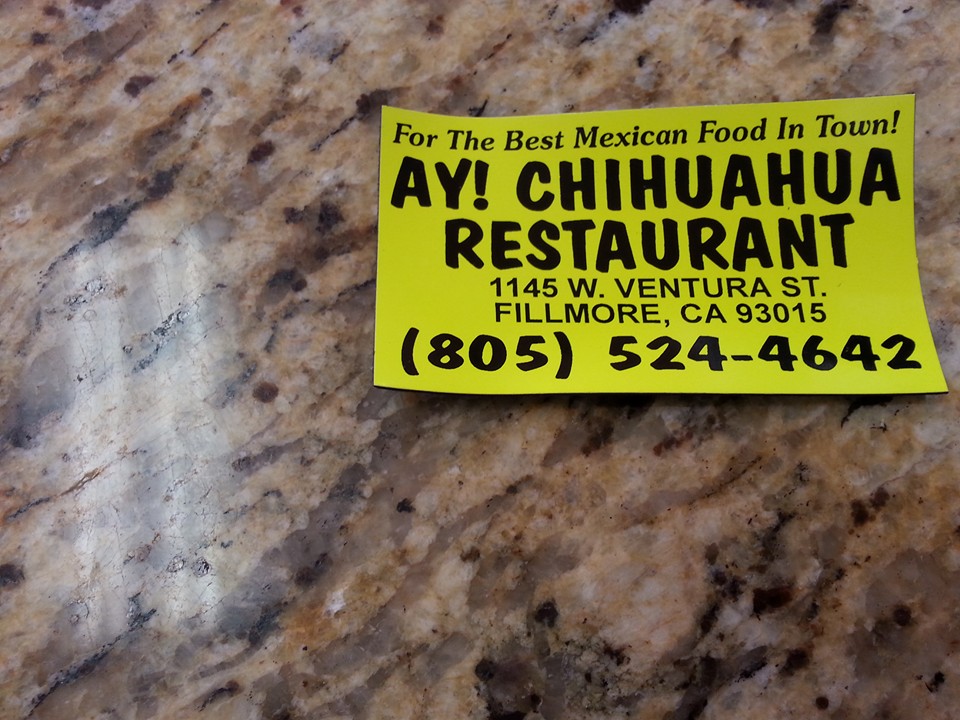 For The Best Mexican Food In Town!
AY! CHIHUAHUA
RESTAURANT
1145 W. VENTURA ST.
FILLMORE, CA 93015
(805) 524-4642